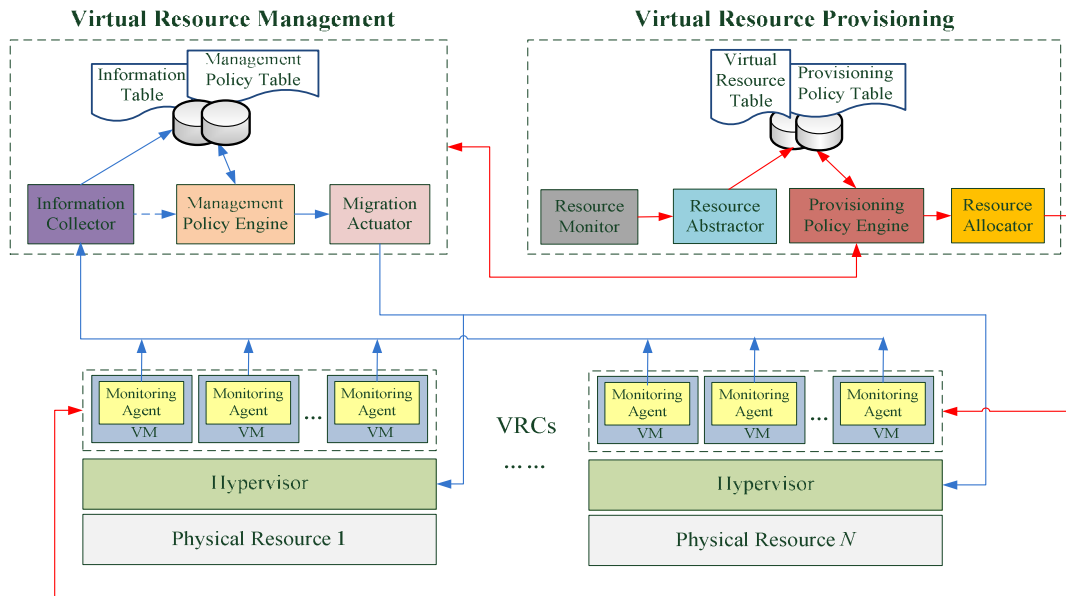 Virtual Resource Management
Information
Table
Management
Policy Table
Information
Collector
Management
Policy Engine
Migration
Actuator
Virtual Resource Provisioning
Virtual
Resource
Table
Provisioning
Policy Table
Resource
Monitor
Resource
Abstractor
Provisioning
Policy Engine
Resource
Allocator
Monitoring
Agent
VM
Monitoring
Agent
VM
...
Monitoring
Agent
VM
Hypervisor
Physical Resource 1
VRCs
... ...
Monitoring
Agent
VM
Monitoring
Agent
VM
...
Monitoring
Agent
VM
Hypervisor
Physical Resource N